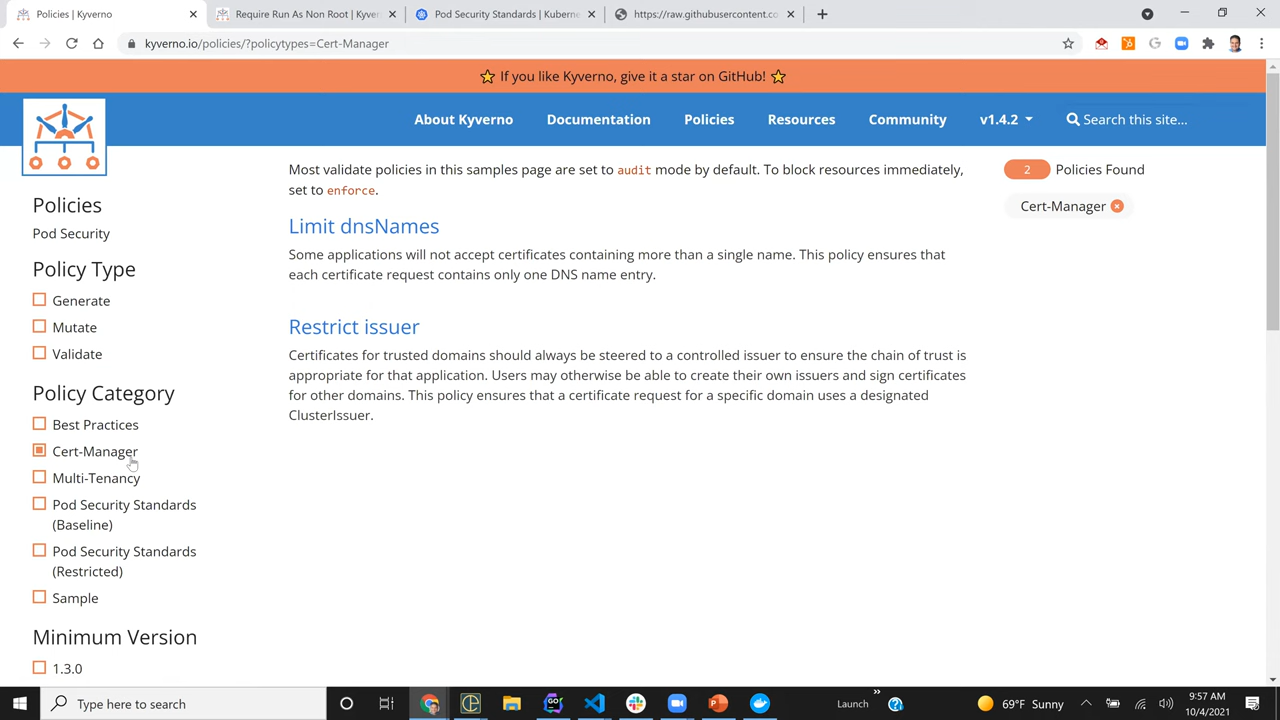 Policies | Kyverno
Require Run As Non Root | Kyverno
Pod Security Standards | Kuberne
https://raw.githubusercontent.co
kyverno.io/policies/?policytypes=Cert-Manager
If you like Kyverno, give it a star on GitHub!
About Kyverno
Documentation
Policies
Resources
Community
v1.4.2
Search this site...
Policies
Pod Security
Policy Type
Generate
Mutate
Validate
Policy Category
Best Practices
Cert-Manager
Multi-Tenancy
Pod Security Standards
(Baseline)
Pod Security Standards
(Restricted)
Sample
Minimum Version
1.3.0
Most validate policies in this samples page are set to audit mode by default. To block resources immediately,
set to enforce.
Limit dnsNames
Some applications will not accept certificates containing more than a single name. This policy ensures that
each certificate request contains only one DNS name entry.
Restrict issuer
Certificates for trusted domains should always be steered to a controlled issuer to ensure the chain of trust is
appropriate for that application. Users may otherwise be able to create their own issuers and sign certificates
for other domains. This policy ensures that a certificate request for a specific domain uses a designated
ClusterIssuer.
2 Policies Found
Cert-Manager
Type here to search
Launch
69°F Sunny
9:57 AM
10/4/2021